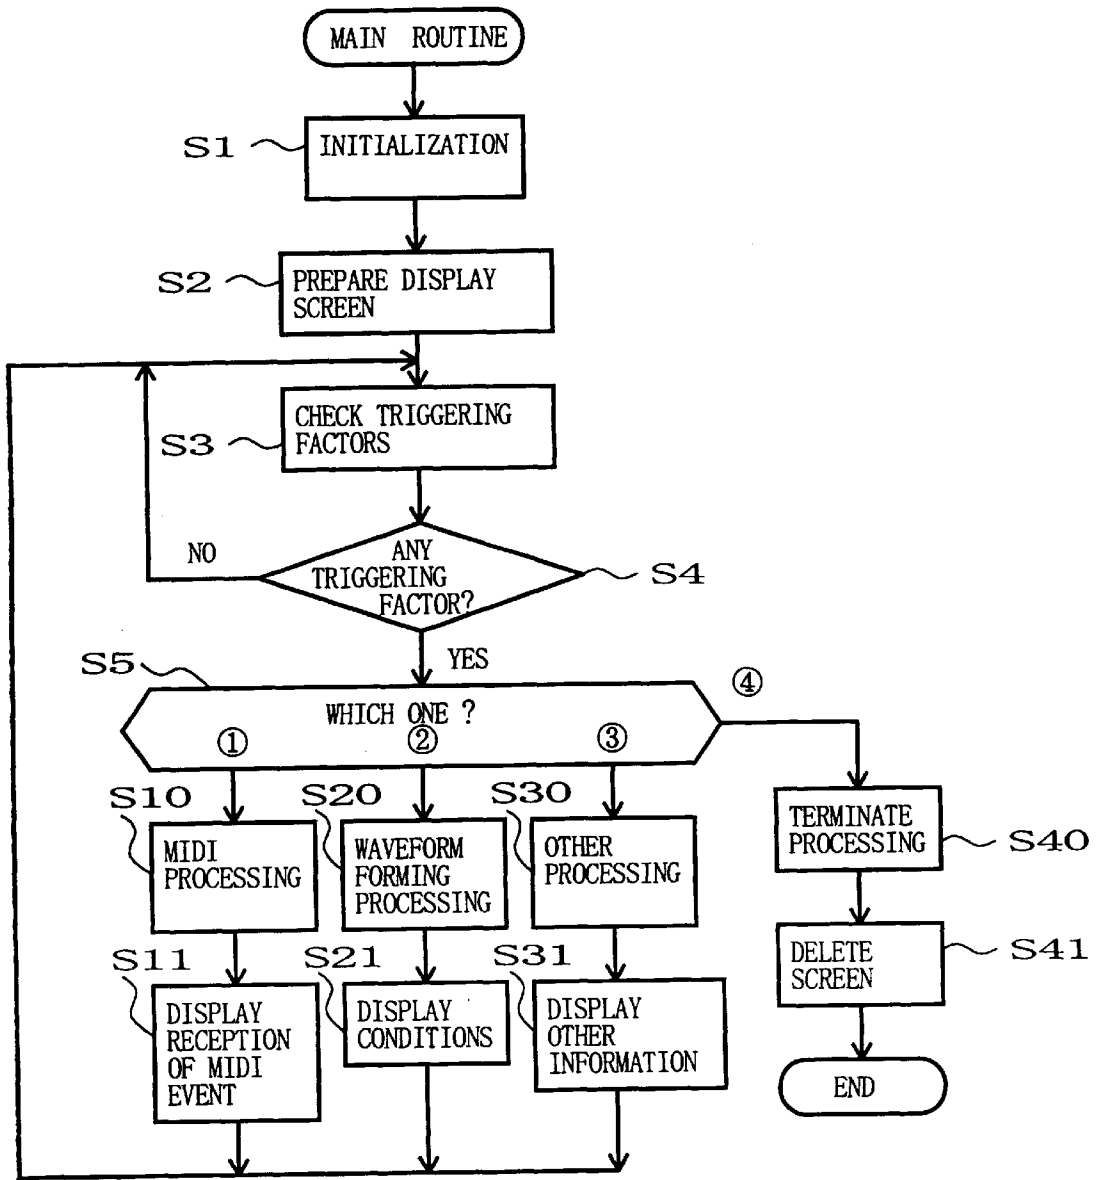 MAIN ROUTINE
S1
INITIALIZATION
S2
PREPARE DISPLAY
SCREEN
S3
CHECK TRIGGERING
FACTORS
NO
ANY
TRIGGERING
FACTOR?
S4
YES
S5
WHICH ONE ?
① ② ③
④
S10
MIDI
PROCESSING
S20
WAVEFORM
FORMING
PROCESSING
S30
OTHER
PROCESSING
TERMINATE
PROCESSING
S40
S11
DISPLAY
RECEPTION
OF MIDI
EVENT
S21
DISPLAY
CONDITIONS
S31
DISPLAY
OTHER
INFORMATION
DELETE
SCREEN
S41
END